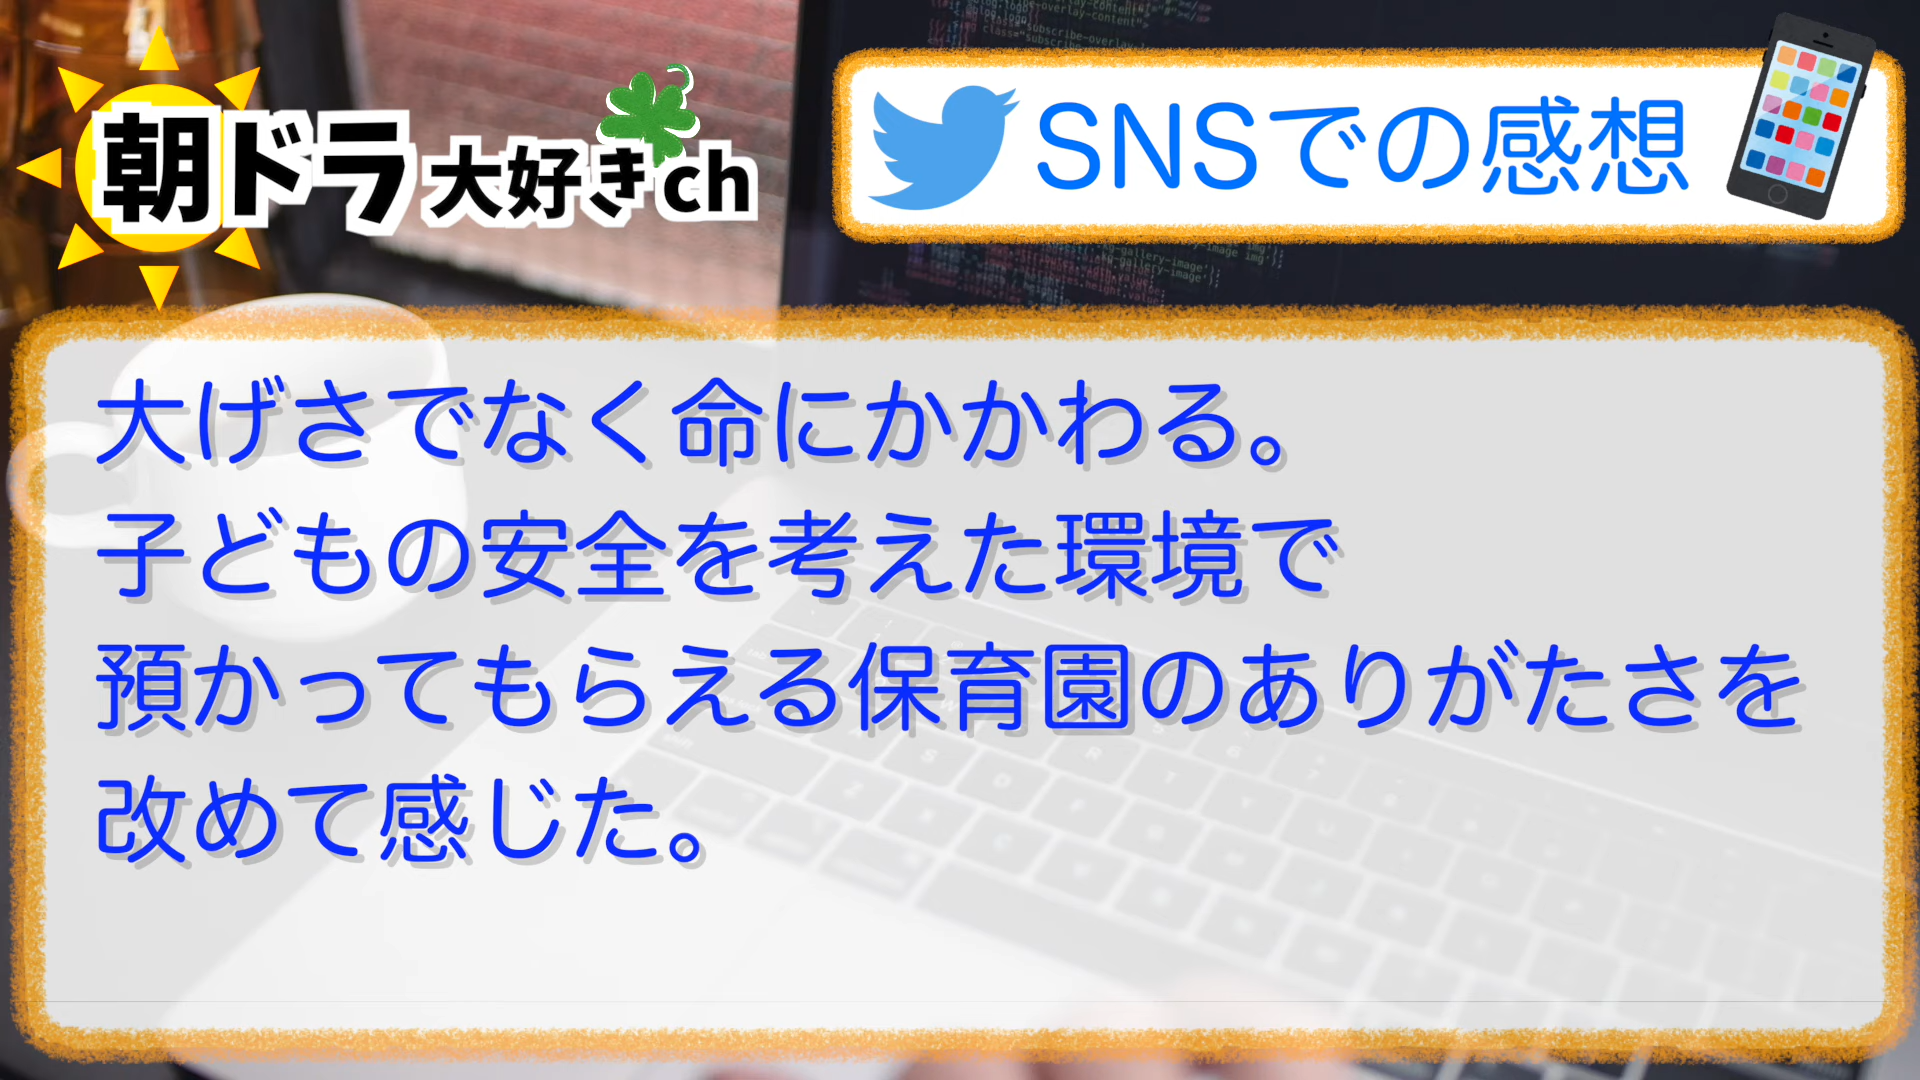 朝ドラ大好きch
SNSでの感想
大げさでなく命にかかわる。
子どもの安全を考えた環境で
預かってもらえる保育園のありがたさを
改めて感じた。